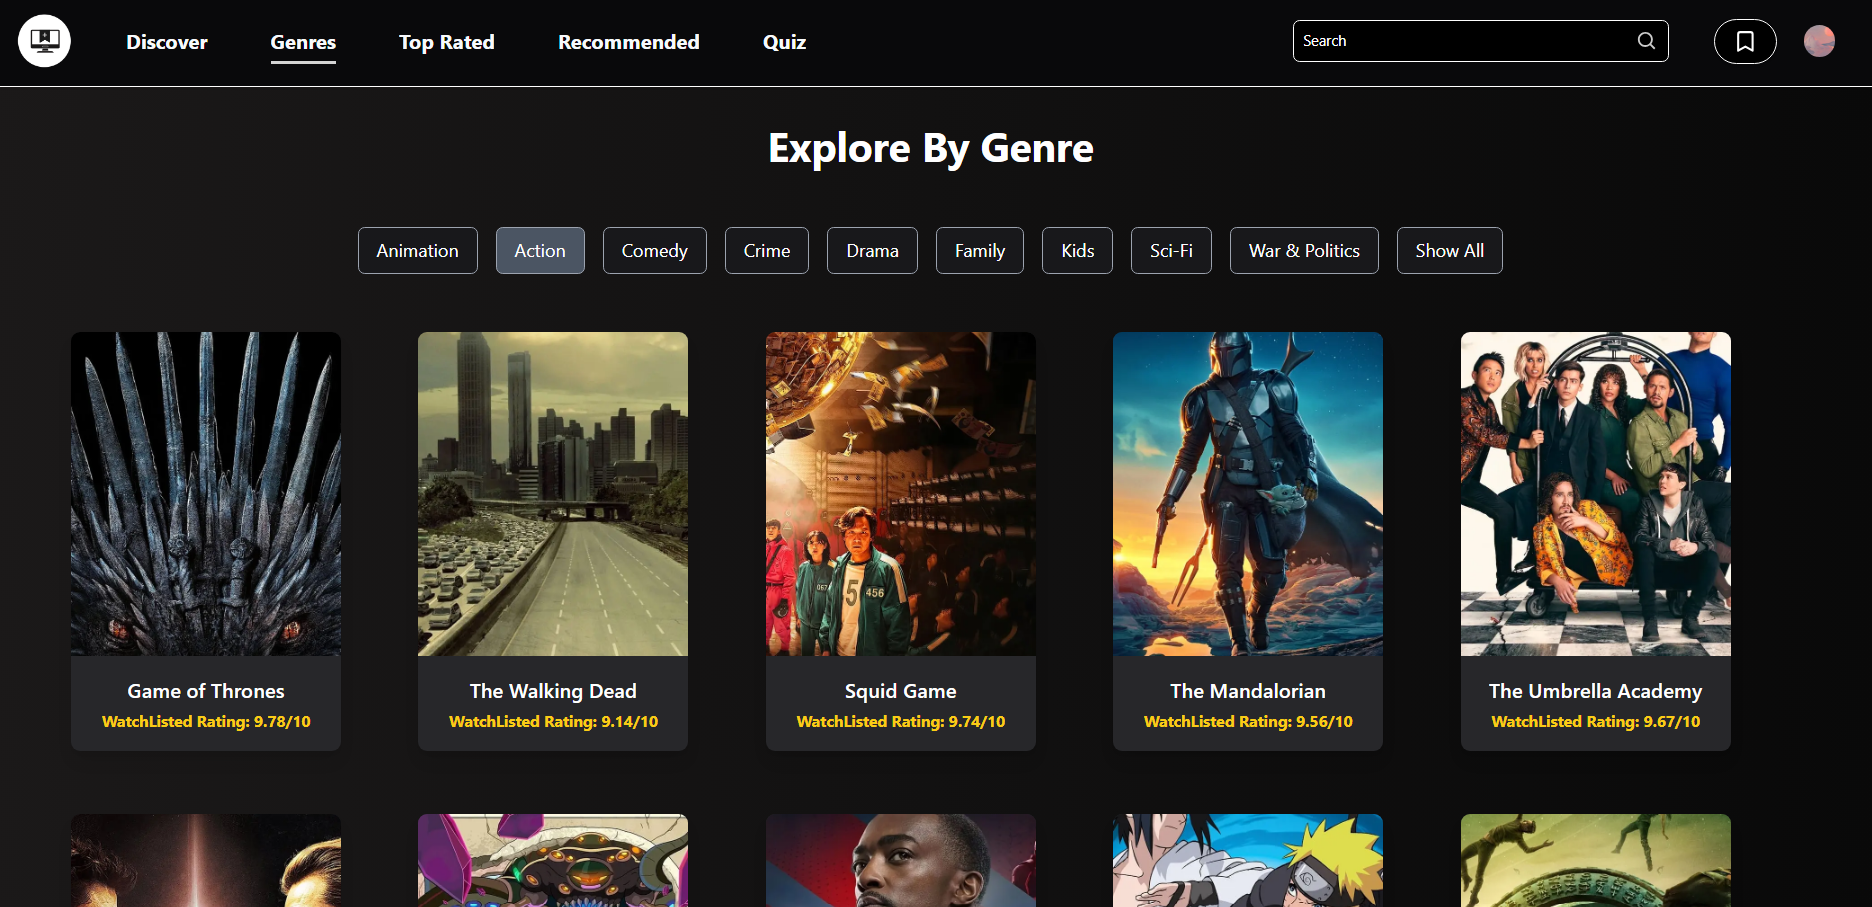 Discover Genres Top Rated Recommended Quiz Search
Explore By Genre
Animation Action Comedy Crime Drama Family Kids Sci-Fi War & Politics Show All
067 5 456
Game of Thrones The Walking Dead Squid Game The Mandalorian The Umbrella Academy
WatchListed Rating: 9.78/10 WatchListed Rating: 9.14/10 WatchListed Rating: 9.74/10 WatchListed Rating: 9.56/10 WatchListed Rating: 9.67/10